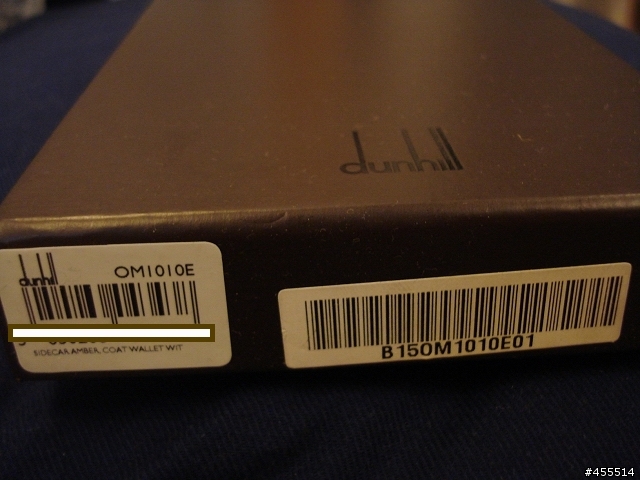 dunhill
dunhill
OM1010E
SIDECAR AMBER, COAT WALLET WIT
B15OM1010E01
#455514